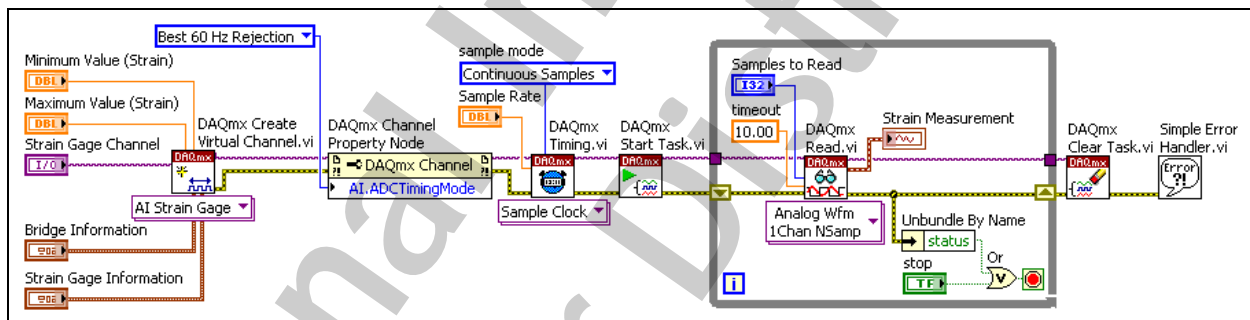 Best 60 Hz Rejection
Minimum Value (Strain)
DBL
Maximum Value (Strain)
DBL
Strain Gage Channel
I/O
DAQmx Create
Virtual Channel.vi
DAQmx
AI Strain Gage
Bridge Information
Strain Gage Information
DAQmx Channel
Property Node
DAQmx Channel
AI.ADCTimingMode
sample mode
Continuous Samples
Sample Rate
DBL
DAQmx
Timing.vi
DAQmx
Sample Clock
DAQmx
Start Task.vi
DAQmx
Samples to Read
I32
timeout
10.00
DAQmx
Read.vi
DAQmx
Analog Wfm
1Chan NSamp
Strain Measurement
Unbundle By Name
status
stop
TF
Or
V
i
DAQmx
Clear Task.vi
DAQmx
Simple Error
Handler.vi
Error
?!